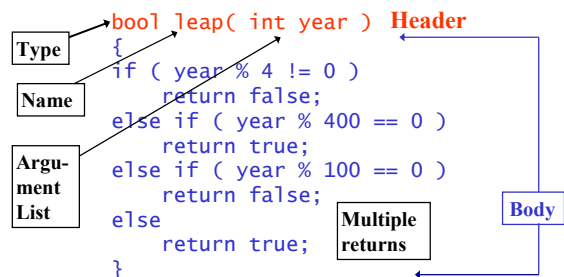 bool leap( int year ) Header
Type
{
if ( year % 4 != 0 )
Name
return false;
else if ( year % 400 == 0 )
return true;
Argu-
ment
List
else if ( year % 100 == 0 )
return false;
else
Multiple
returns
Body
return true;
}